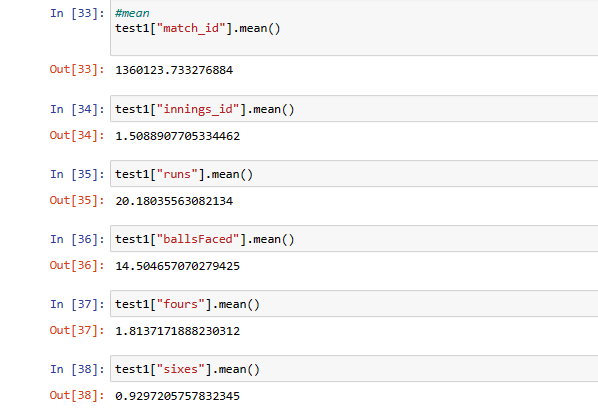 In [33]: #mean
test1["match_id"].mean()
Out[33]: 1360123.733276884
In [34]: test1["innings_id"].mean()
Out[34]: 1.5088907705334462
In [35]: test1["runs"].mean()
Out[35]: 20.18035563082134
In [36]: test1["ballsFaced"].mean()
Out[36]: 14.504657070279425
In [37]: test1["fours"].mean()
Out[37]: 1.8137171888230312
In [38]: test1["sixes"].mean()
Out[38]: 0.9297205757832345